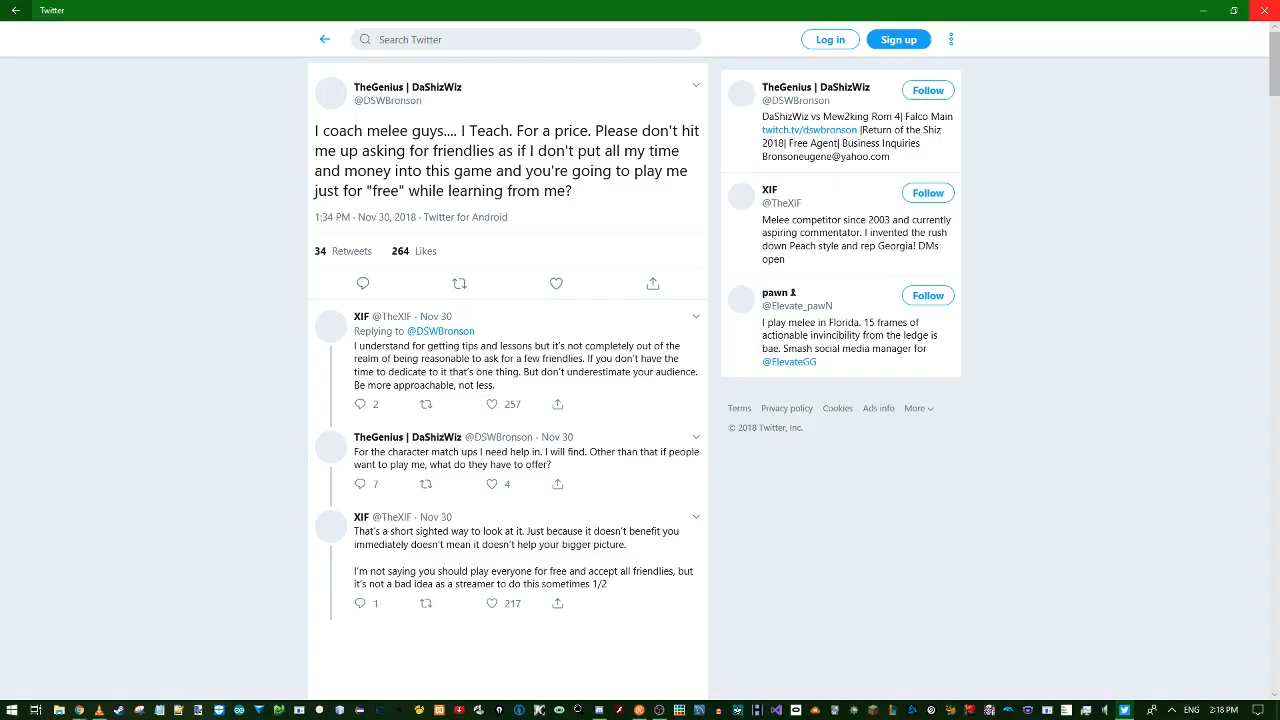 Twitter
Search Twitter
Log in
Sign up
TheGenius | DaShizWiz
@DSWBronson
I coach melee guys.... I Teach. For a price. Please don't hit
me up asking for friendlies as if I don't put all my time
and money into this game and you're going to play me
just for "free" while learning from me?
1:34 PM · Nov 30, 2018 · Twitter for Android
34 Retweets 264 Likes
XIF @TheXIF · Nov 30
Replying to @DSWBronson
I understand for getting tips and lessons but it's not completely out of the
realm of being reasonable to ask for a few friendlies. If you don't have the
time to dedicate to it that's one thing. But don't underestimate your audience.
Be more approachable, not less.
2 257
TheGenius | DaShizWiz @DSWBronson · Nov 30
For the character match ups I need help in. I will find. Other than that if people
want to play me, what do they have to offer?
7 4
XIF @TheXIF · Nov 30
That's a short sighted way to look at it. Just because it doesn't benefit you
immediately doesn't mean it doesn't help your bigger picture.
I'm not saying you should play everyone for free and accept all friendlies, but
it's not a bad idea as a streamer to do this sometimes 1/2
1 217
TheGenius | DaShizWiz
@DSWBronson
Follow
DaShizWiz vs Mew2king Rom 4| Falco Main
twitch.tv/dswbronson |Return of the Shiz
2018| Free Agent| Business Inquiries
Bronsoneugene@yahoo.com
XIF
@TheXIF
Follow
Melee competitor since 2003 and currently
aspiring commentator. I invented the rush
down Peach style and rep Georgia! DMs
open
pawn
@Elevate_pawN
Follow
I play melee in Florida. 15 frames of
actionable invincibility from the ledge is
bae. Smash social media manager for
@ElevateGG
Terms Privacy policy Cookies Ads info More
© 2018 Twitter, Inc.
2:18 PM